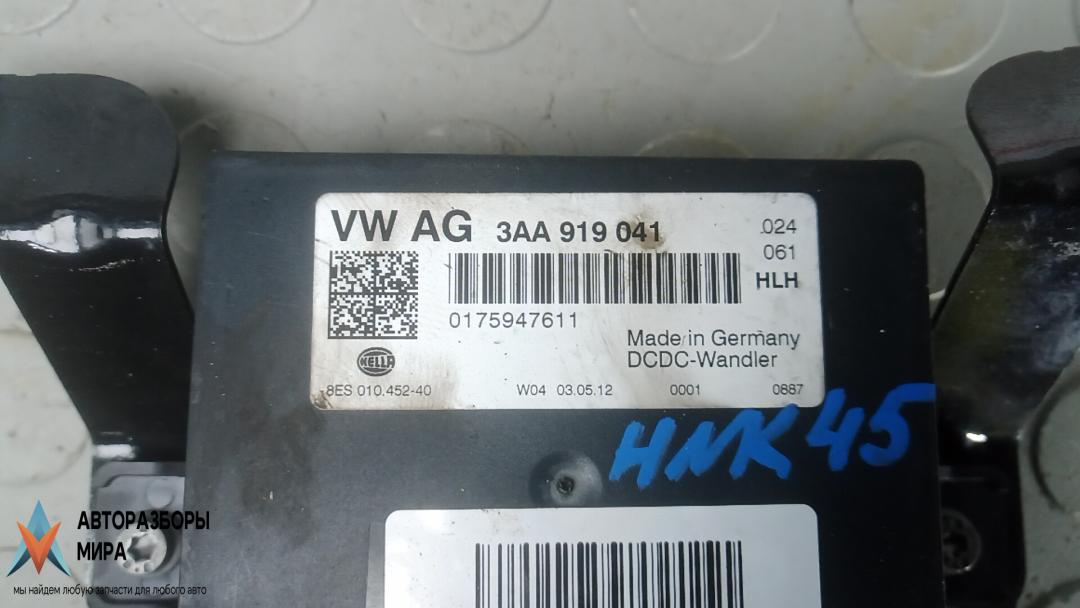 VW AG 3AA 919 041
.024
061
HLH
0175947611
Made in Germany
DCDC-Wandler
HELLA
8ES 010.452-40 W04 03.05.12 0001 0887
HNK45
АВТОРАЗБОРЫ
МИРА
мы найдем любую запчасти для любого авто